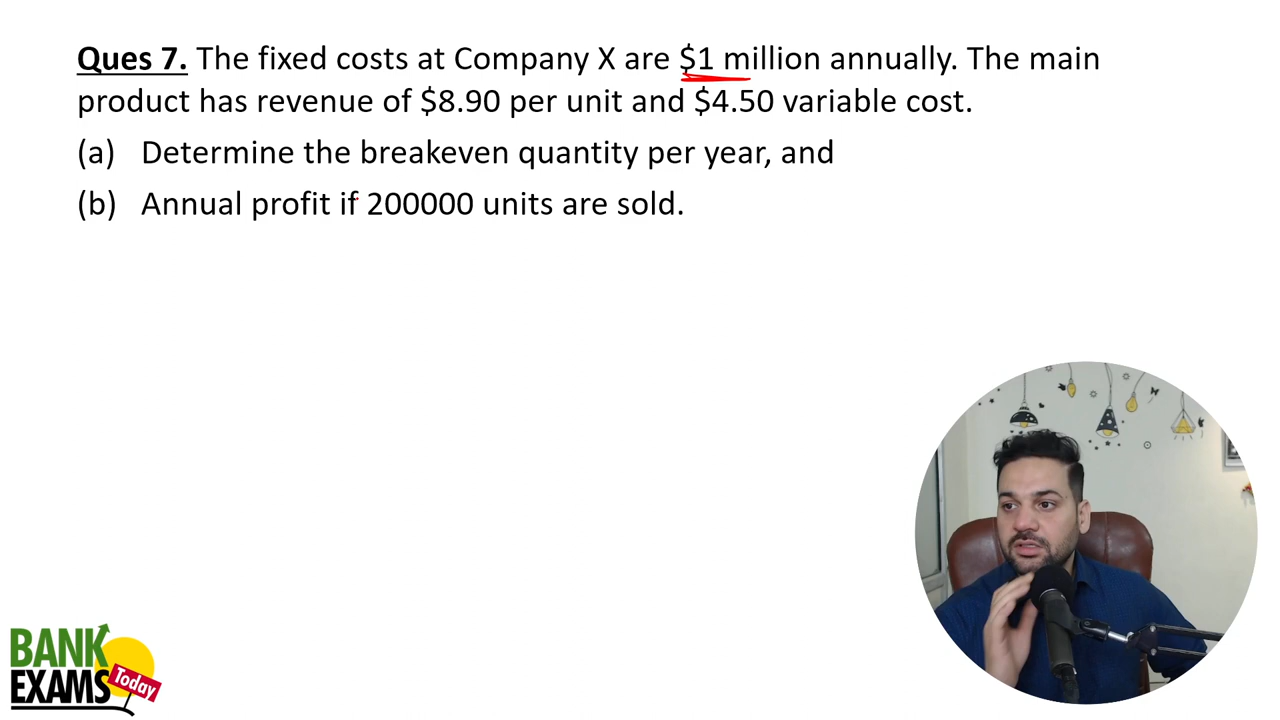 Ques 7. The fixed costs at Company X are $1 million annually. The main
product has revenue of $8.90 per unit and $4.50 variable cost.
(a) Determine the breakeven quantity per year, and
(b) Annual profit if 200000 units are sold.
BANK
EXAMS
Today